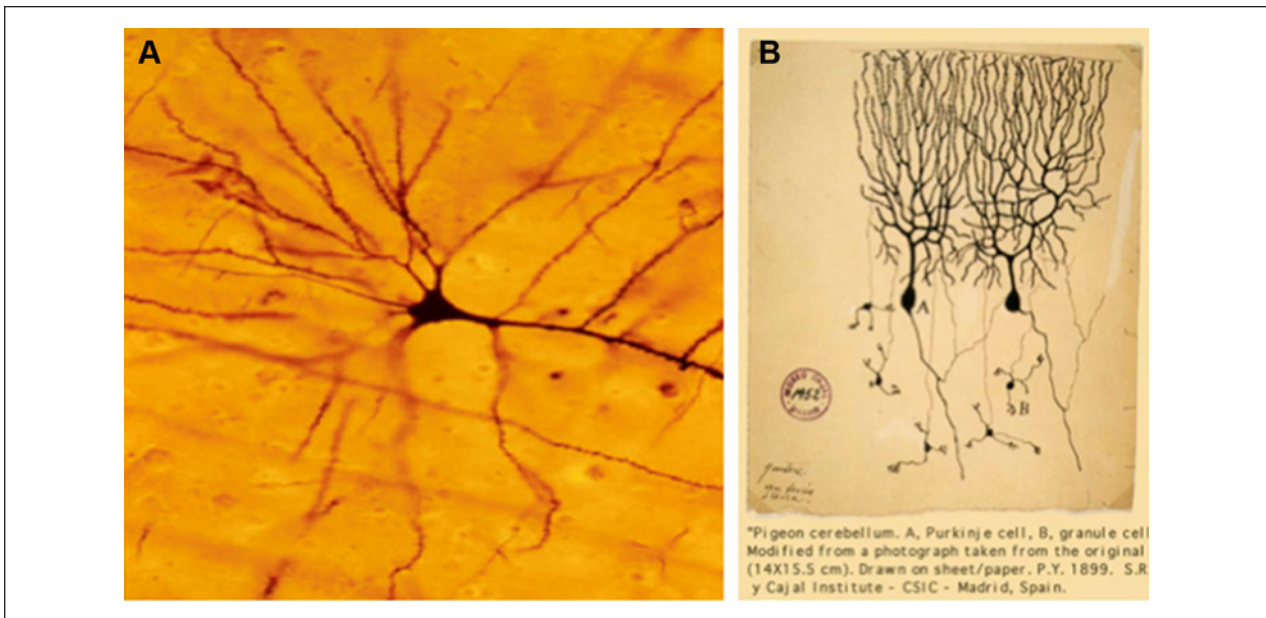 A
B
A
B
1952
"Pigeon cerebellum. A, Purkinje cell, B, granule cell
Modified from a photograph taken from the original
(14X15.5 cm). Drawn on sheet/paper. P.Y. 1899. S.R
y Cajal Institute - CSIC - Madrid, Spain.